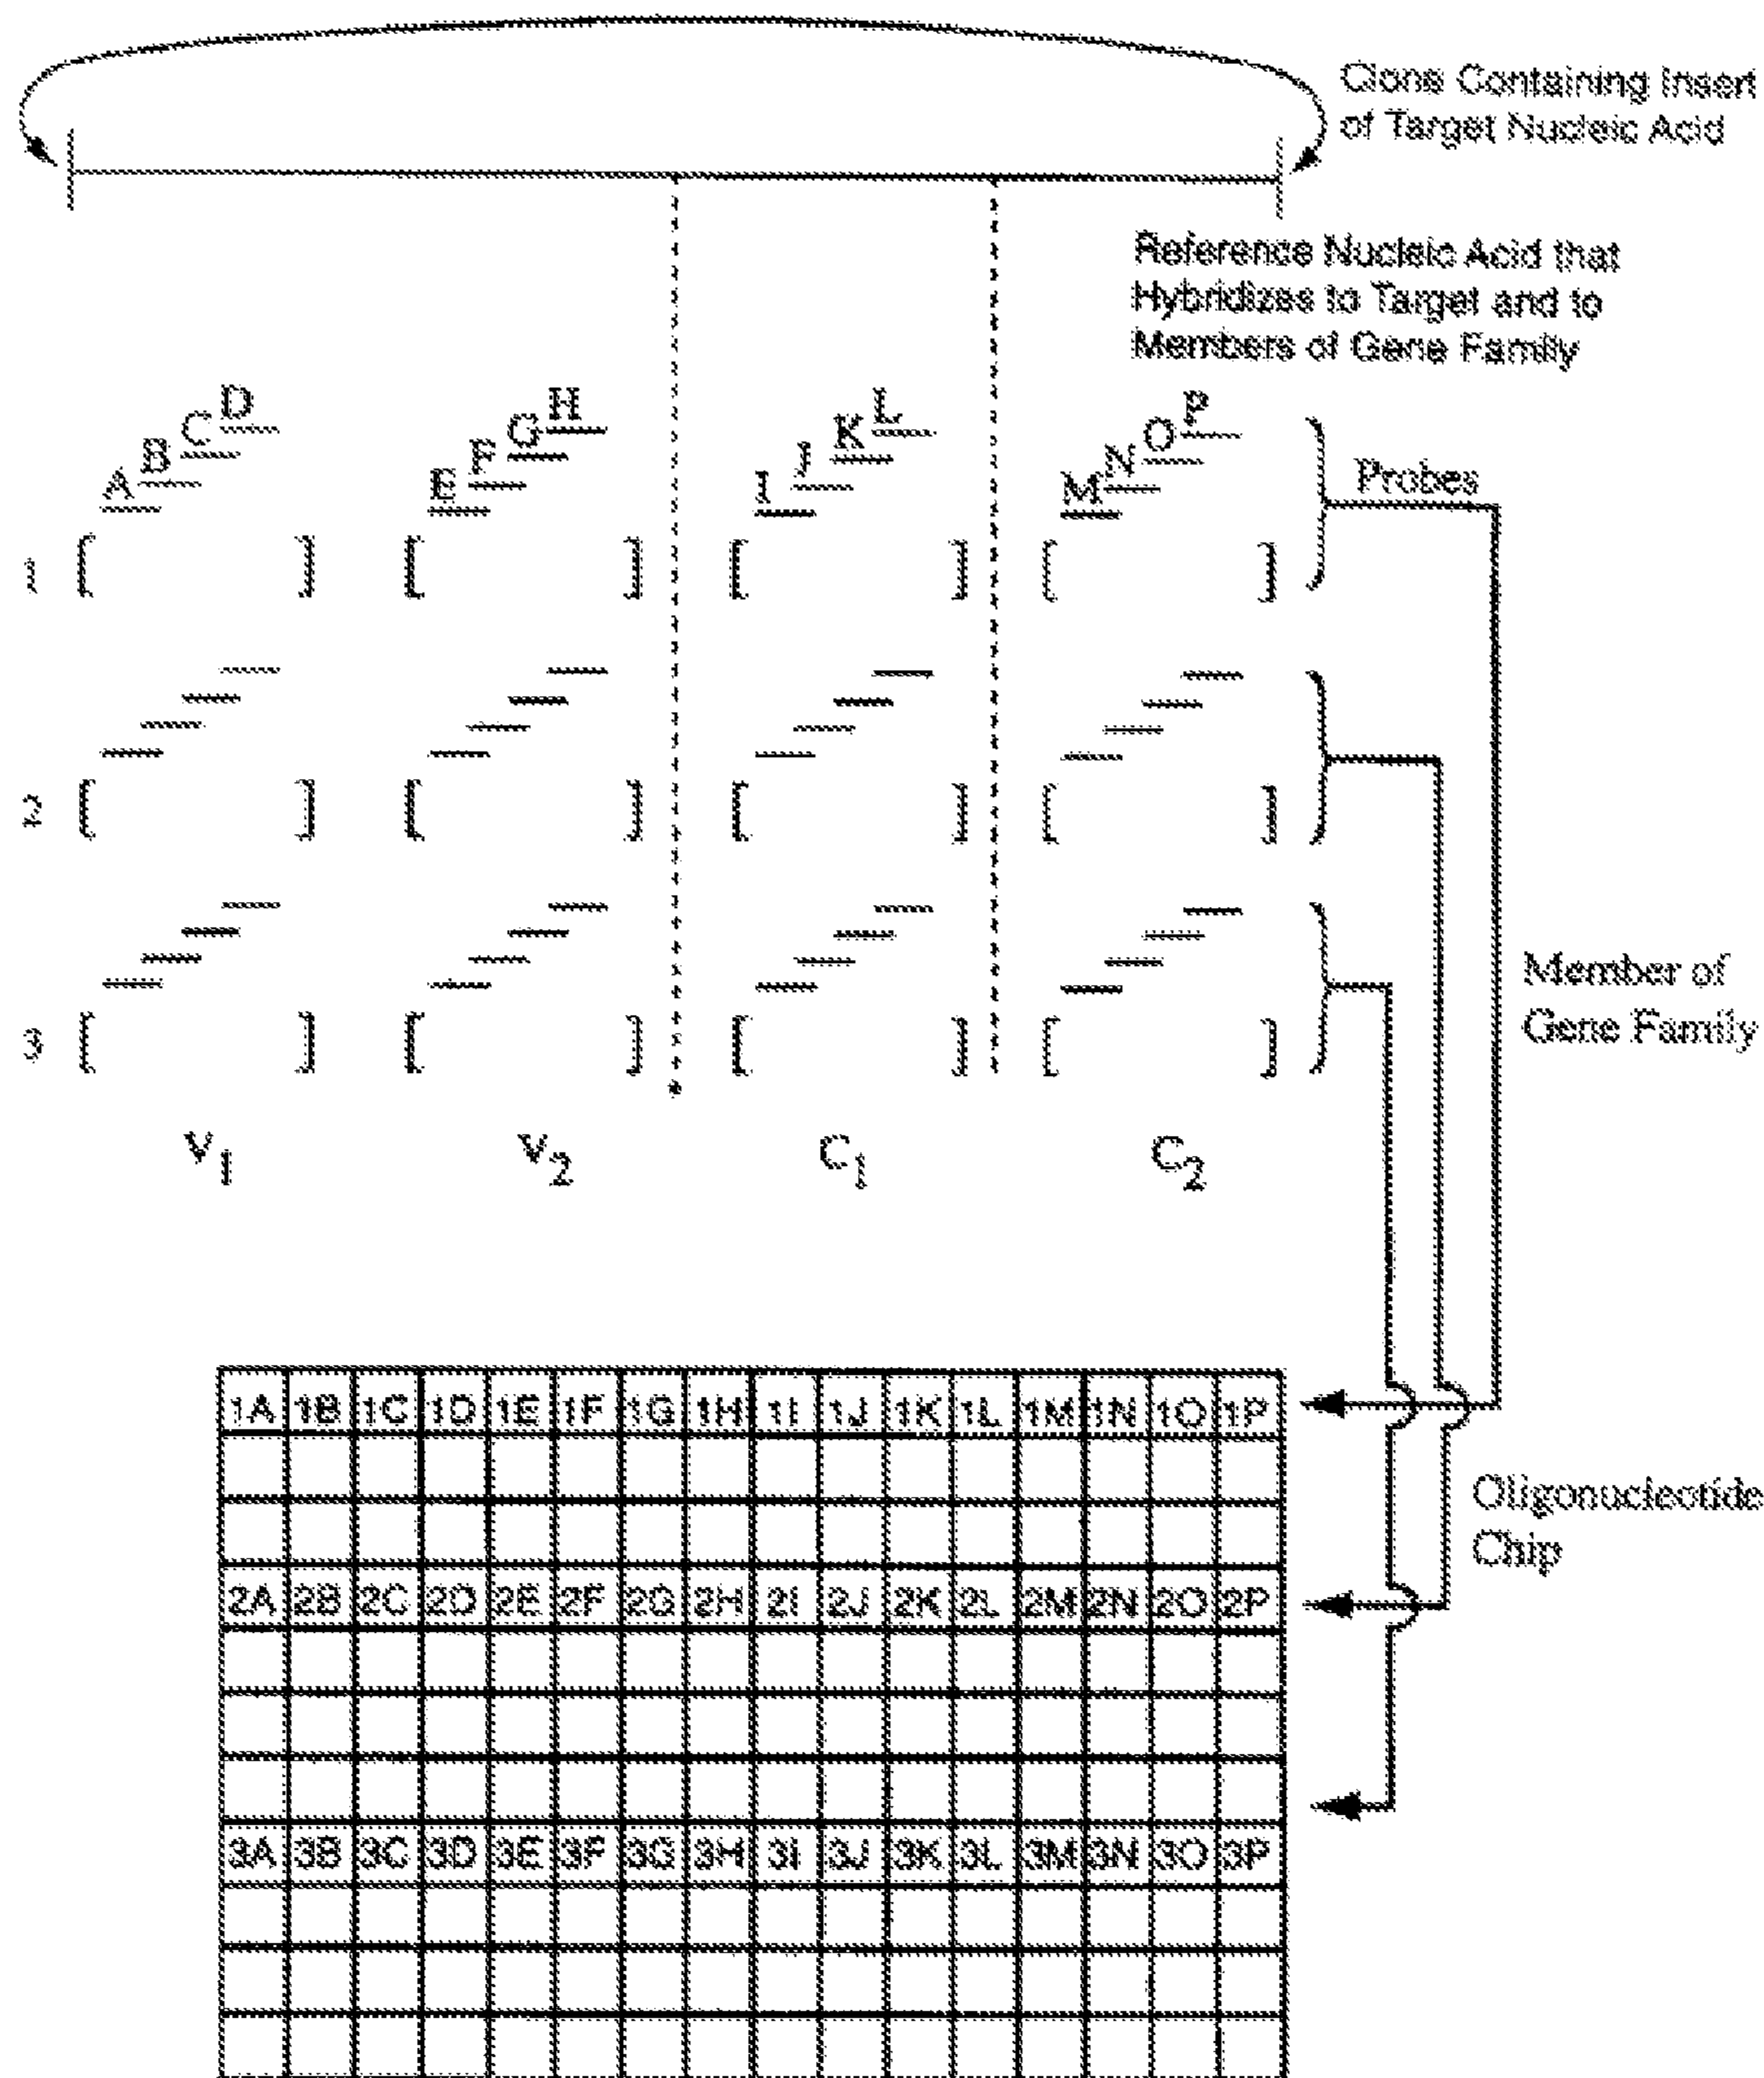 Clone Containing Insert
of Target Nucleic Acid
Reference Nucleic Acid that
Hybridizes to Target and to
Members of Gene Family
A B C D E F G H I J K L M N O P
Probes
1
2
3
Member of
Gene Family
V1 V2 C1 C2
1A 1B 1C 1D 1E 1F 1G 1H 1I 1J 1K 1L 1M 1N 1O 1P
Oligonucleotide
Chip
2A 2B 2C 2D 2E 2F 2G 2H 2I 2J 2K 2L 2M 2N 2O 2P
3A 3B 3C 3D 3E 3F 3G 3H 3I 3J 3K 3L 3M 3N 3O 3P